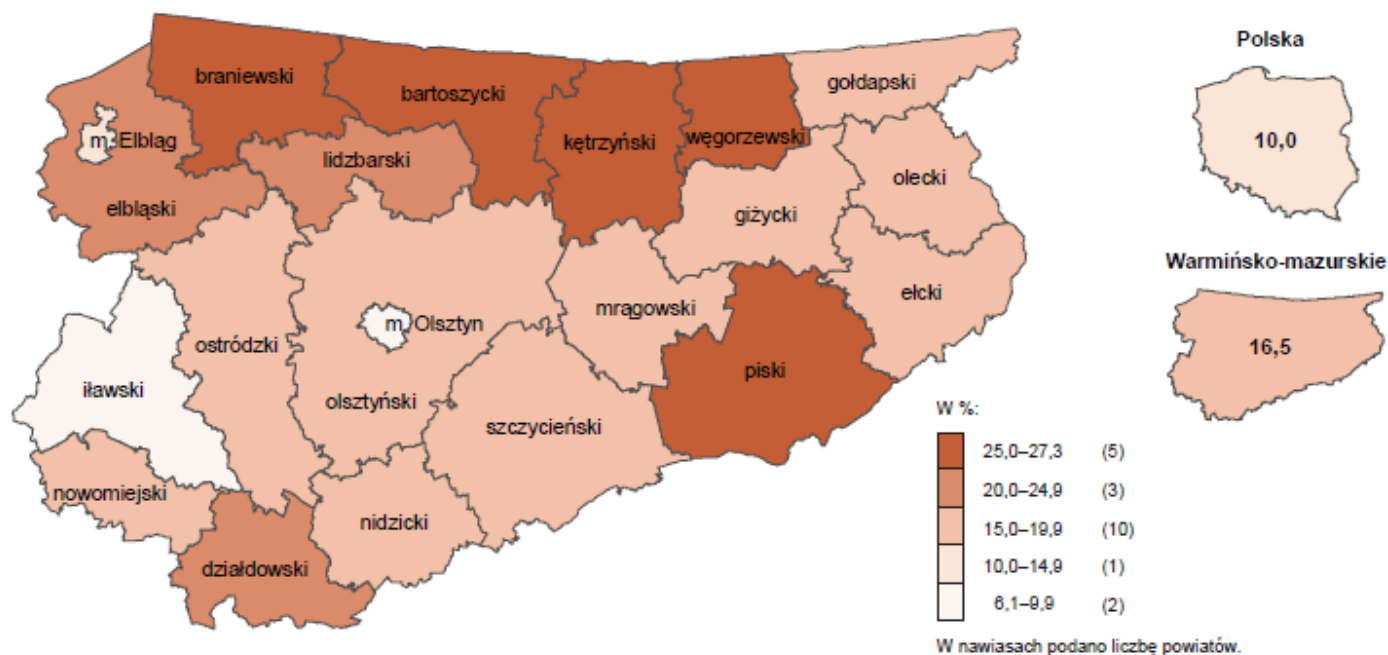 braniewski
bartoszycki
gołdapski
m. Elbląg
kętrzyński
węgorzewski
lidzbarski
olecki
elbląski
giżycki
ełcki
mrągowski
m. Olsztyn
ostródzki
piski
iławski
olsztyński
szczycieński
nowomiejski
nidzicki
działdowski
Polska
10,0
Warmińsko-mazurskie
16,5
W %:
25,0–27,3 (5)
20,0–24,9 (3)
15,0–19,9 (10)
10,0–14,9 (1)
6,1–9,9 (2)
W nawiasach podano liczbę powiatów.